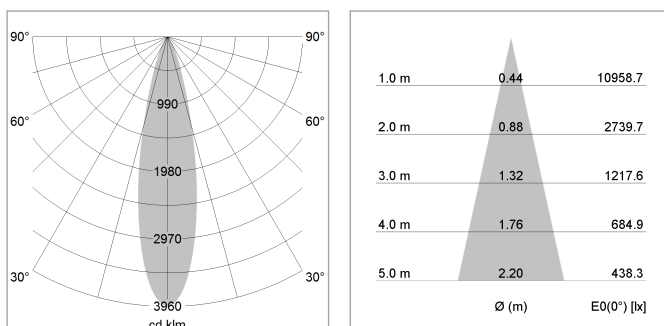 90° 90°
990
60° 60°
1980
2970
30° 30°
3960
cd klm
1.0 m 0.44 10958.7
2.0 m 0.88 2739.7
3.0 m 1.32 1217.6
4.0 m 1.76 684.9
5.0 m 2.20 438.3
Ø (m) E0(0°) [lx]